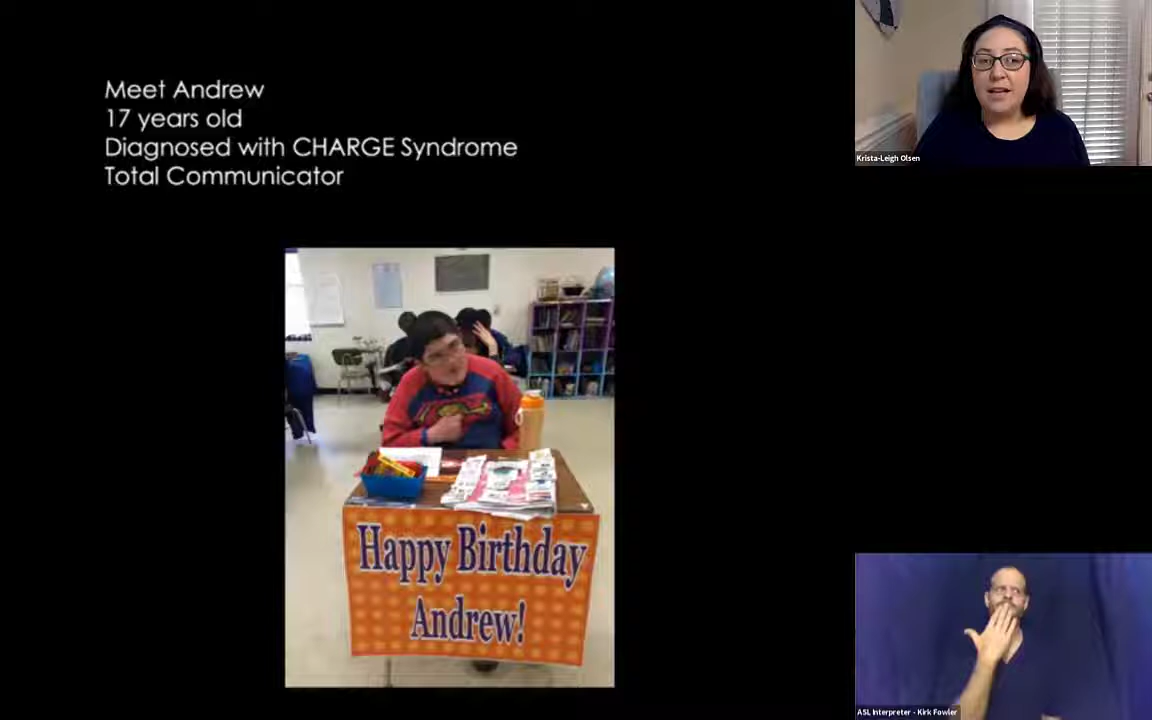 Meet Andrew
17 years old
Diagnosed with CHARGE Syndrome
Total Communicator
Krista-Leigh Olsen
Happy Birthday
Andrew!
ASL Interpreter - Kirk Fowler